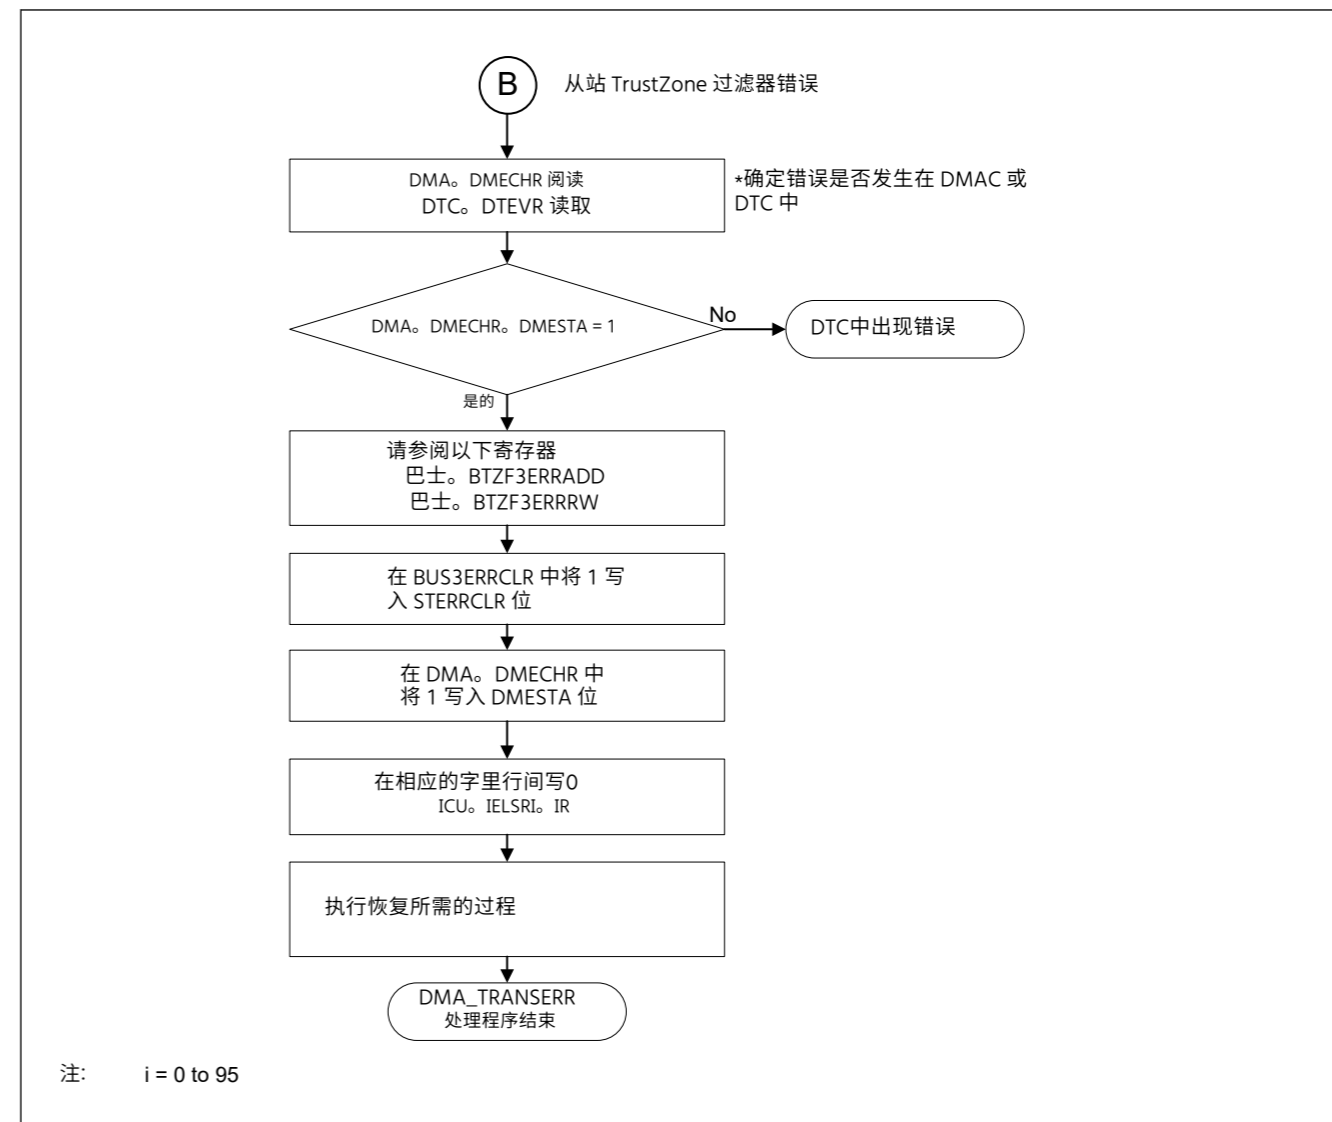 B
从站 TrustZone 过滤器错误
DMA。DMECHR 阅读
DTC。DTEVR 读取
*确定错误是否发生在 DMAC 或
DTC 中
DMA。DMECHR。DMESTA = 1
No
DTC中出现错误
是的
请参阅以下寄存器
巴士。BTZF3ERRADD
巴士。BTZF3ERRRW
在 BUS3ERRCLR 中将 1 写
入 STERRCLR 位
在 DMA。DMECHR 中
将 1 写入 DMESTA 位
在相应的字里行间写0
ICU。IELSRI。IR
执行恢复所需的过程
DMA_TRANSERR
处理程序结束
注: i = 0 to 95